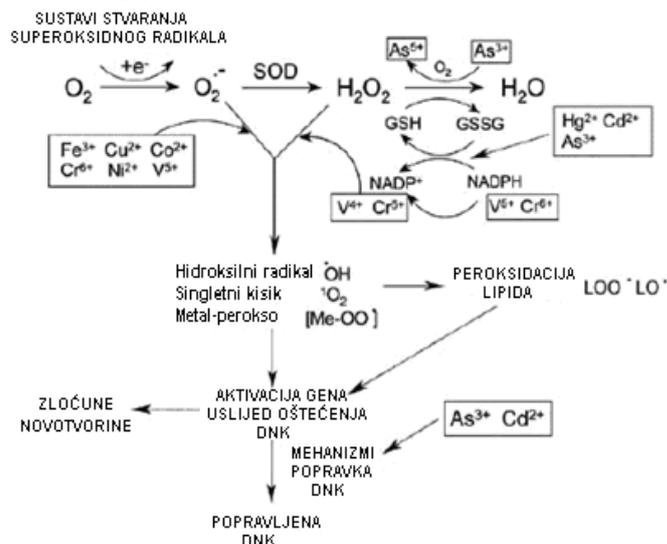 SUSTAVI STVARANJA
SUPEROKSIDNOG RADIKALA
+e⁻
O₂
O₂˙⁻
SOD
H₂O₂
As⁵⁺
O₂
As³⁺
H₂O
GSH
GSSG
Fe³⁺ Cu²⁺ Co²⁺
Cr⁶⁺ Ni²⁺ V⁵⁺
Hg²⁺ Cd²⁺
As³⁺
NADP⁺
NADPH
V⁴⁺ Cr⁵⁺
V⁵⁺ Cr⁶⁺
Hidroksilni radikal ˙OH
Singletni kisik ¹O₂
Metal-perokso [Me-OO˙]
PEROKSIDACIJA
LIPIDA
LOO˙ LO˙
ZLOĆUNE
NOVOTVORINE
AKTIVACIJA GENA
USLIJED OŠTEĆENJA
DNK
As³⁺ Cd²⁺
MEHANIZMI
POPRAVKA
DNK
POPRAVLJENA
DNK